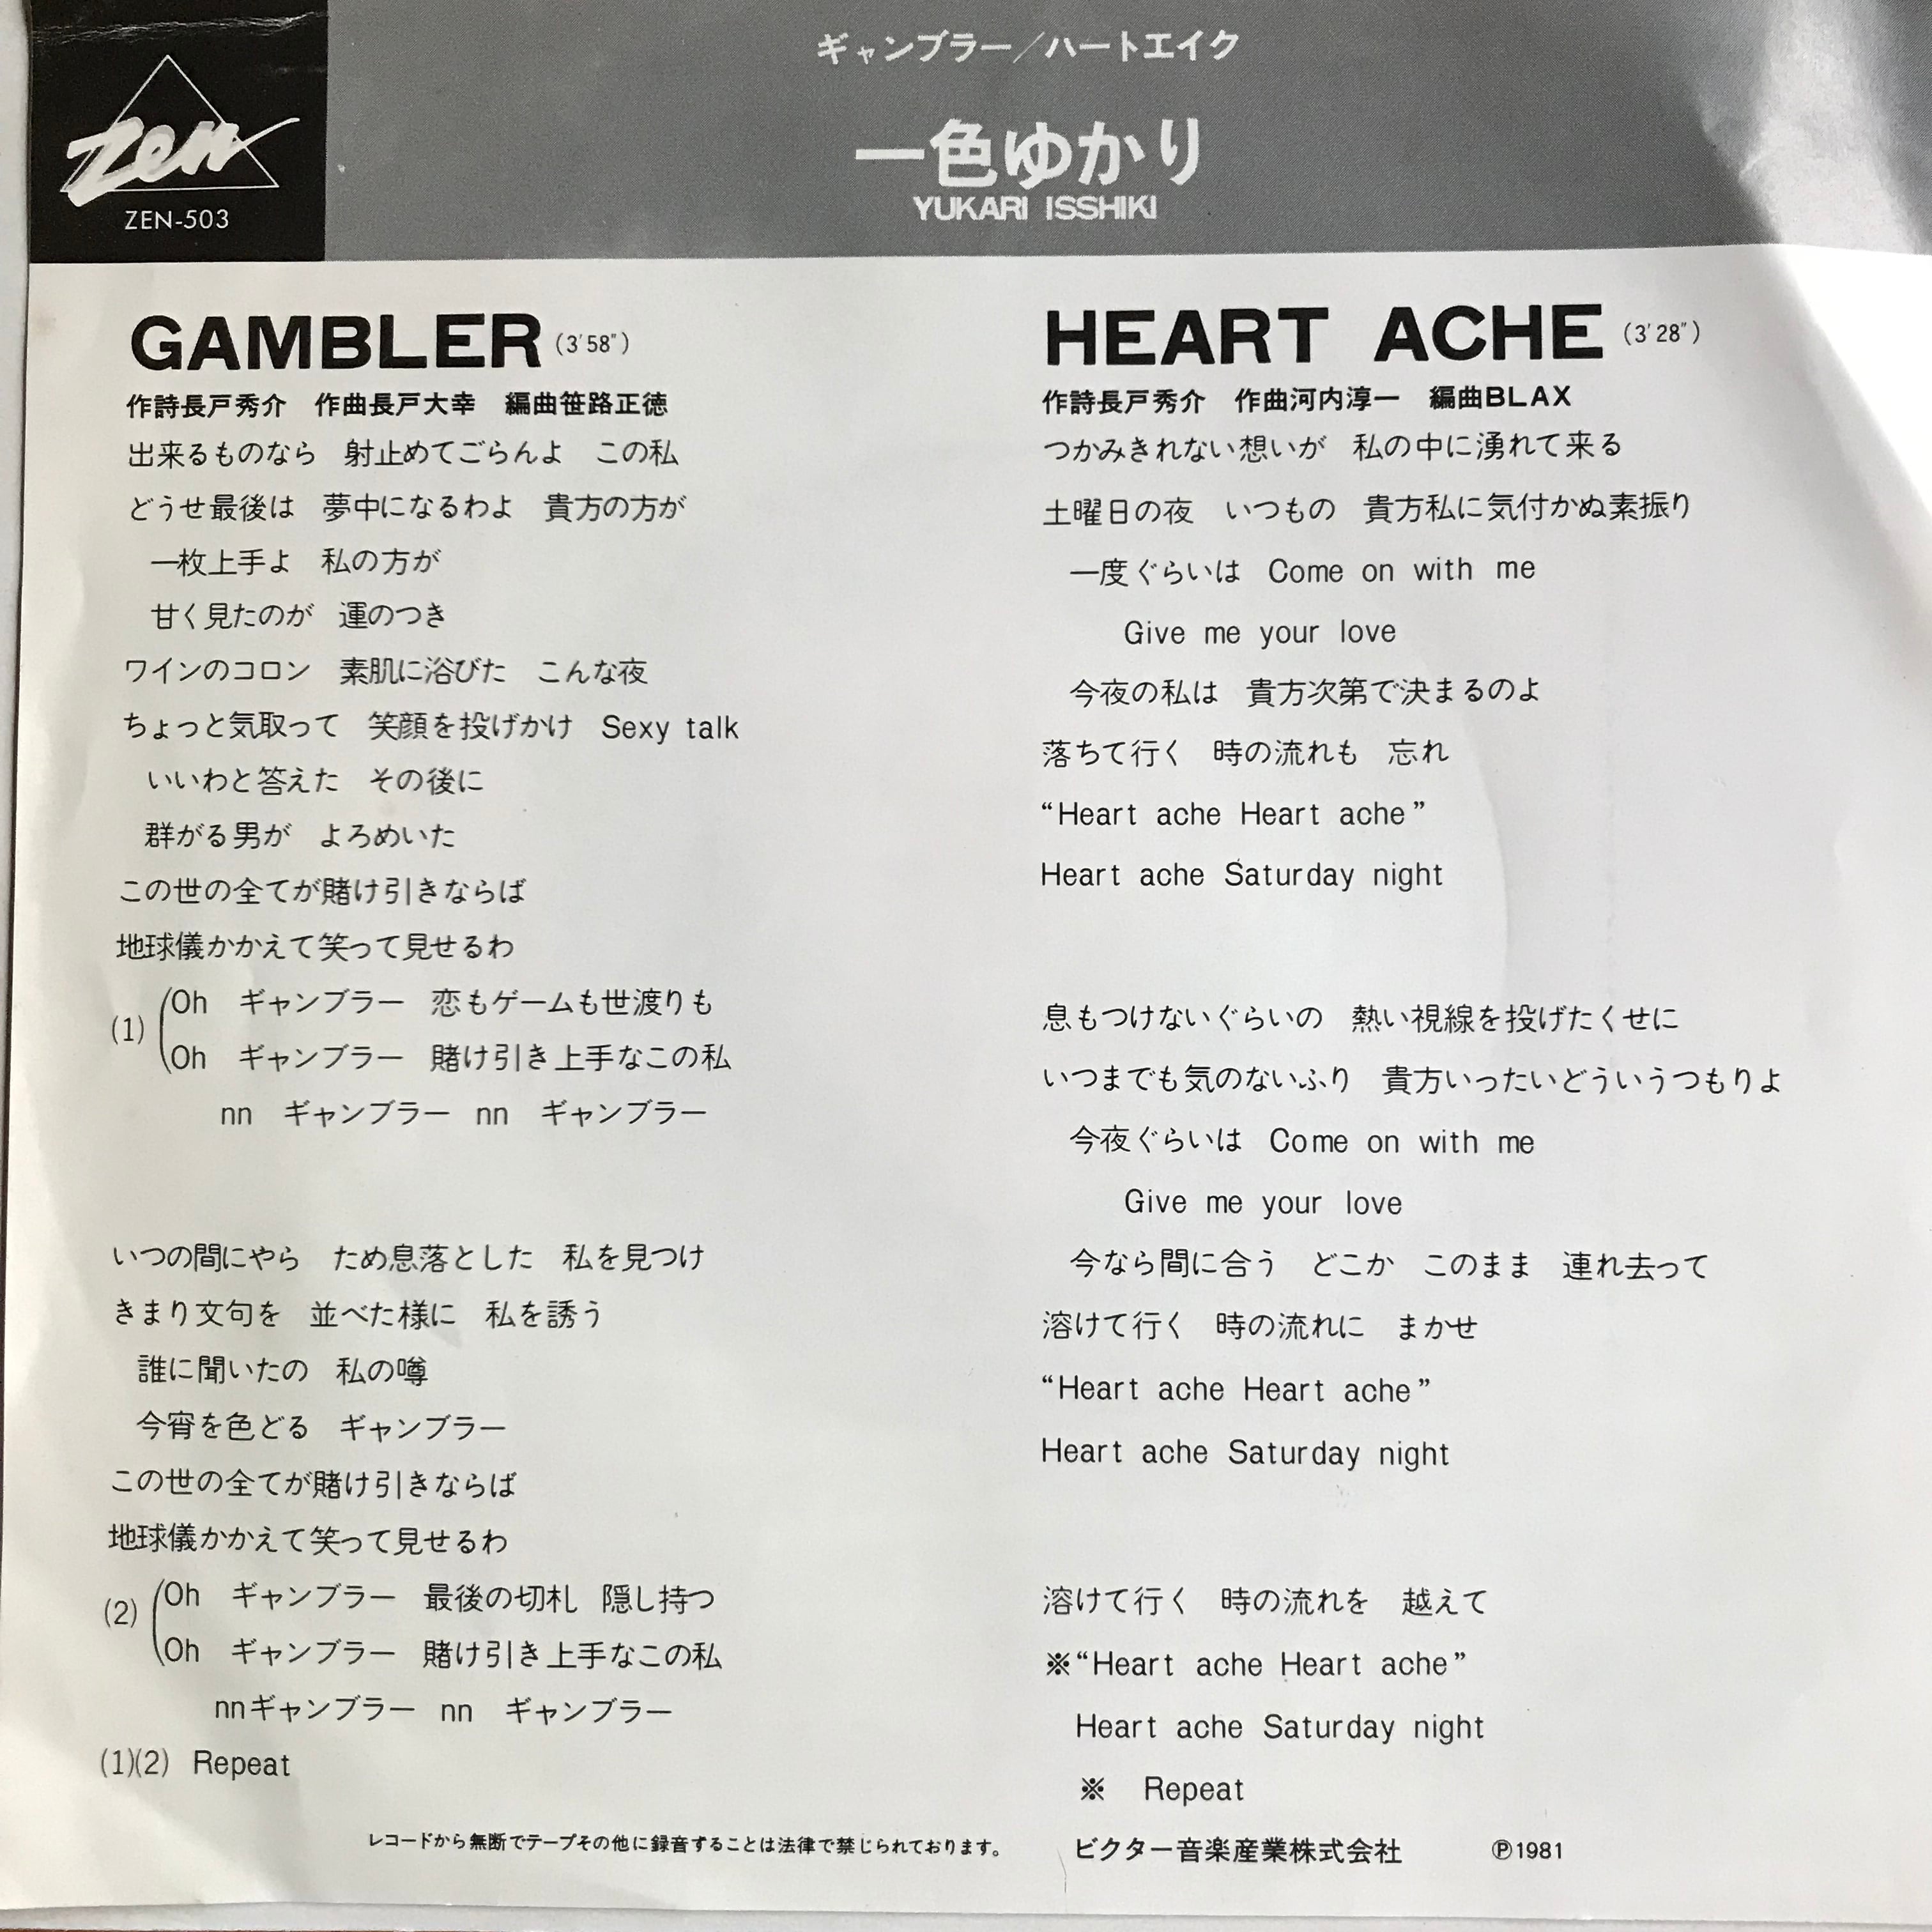 zen
ZEN-503
ギャンブラー／ハートエイク
一色ゆかり
YUKARI ISSHIKI
GAMBLER (3′58″)
作詩長戸秀介　作曲長戸大幸　編曲笹路正徳
出来るものなら　射止めてごらんよ　この私
どうせ最後は　夢中になるわよ　貴方の方が
一枚上手よ　私の方が
甘く見たのが　運のつき
ワインのコロン　素肌に浴びた　こんな夜
ちょっと気取って　笑顔を投げかけ　Sexy talk
いいわと答えた　その後に
群がる男が　よろめいた
この世の全てが賭け引きならば
地球儀かかえて笑って見せるわ
(1) Oh　ギャンブラー　恋もゲームも世渡りも
Oh　ギャンブラー　賭け引き上手なこの私
nn　ギャンブラー　nn　ギャンブラー
いつの間にやら　ため息落とした　私を見つけ
きまり文句を　並べた様に　私を誘う
誰に聞いたの　私の噂
今宵を色どる　ギャンブラー
この世の全てが賭け引きならば
地球儀かかえて笑って見せるわ
(2) Oh　ギャンブラー　最後の切札　隠し持つ
Oh　ギャンブラー　賭け引き上手なこの私
nnギャンブラー　nn　ギャンブラー
(1)(2) Repeat
HEART ACHE (3′28″)
作詩長戸秀介　作曲河内淳一　編曲BLAX
つかみきれない想いが　私の中に湧れて来る
土曜日の夜　いつもの　貴方私に気付かぬ素振り
一度ぐらいは　Come on with me
Give me your love
今夜の私は　貴方次第で決まるのよ
落ちて行く　時の流れも　忘れ
“Heart ache Heart ache”
Heart ache Saturday night
息もつけないぐらいの　熱い視線を投げたくせに
いつまでも気のないふり　貴方いったいどういうつもりよ
今夜ぐらいは　Come on with me
Give me your love
今なら間に合う　どこか　このまま　連れ去って
溶けて行く　時の流れに　まかせ
“Heart ache Heart ache”
Heart ache Saturday night
溶けて行く　時の流れを　越えて
※“Heart ache Heart ache”
Heart ache Saturday night
※　Repeat
レコードから無断でテープその他に録音することは法律で禁じられております。
ビクター音楽産業株式会社　Ⓟ1981